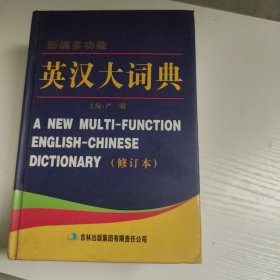 新编多功能
英汉大词典
主编 严明
A NEW MULTI-FUNCTION
ENGLISH-CHINESE
DICTIONARY（修订本）
吉林出版集团有限责任公司